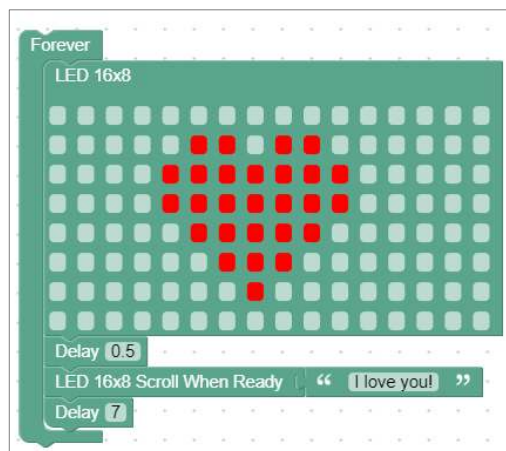 Forever
LED 16x8
Delay 0.5
LED 16x8 Scroll When Ready “ I love you! ”
Delay 7